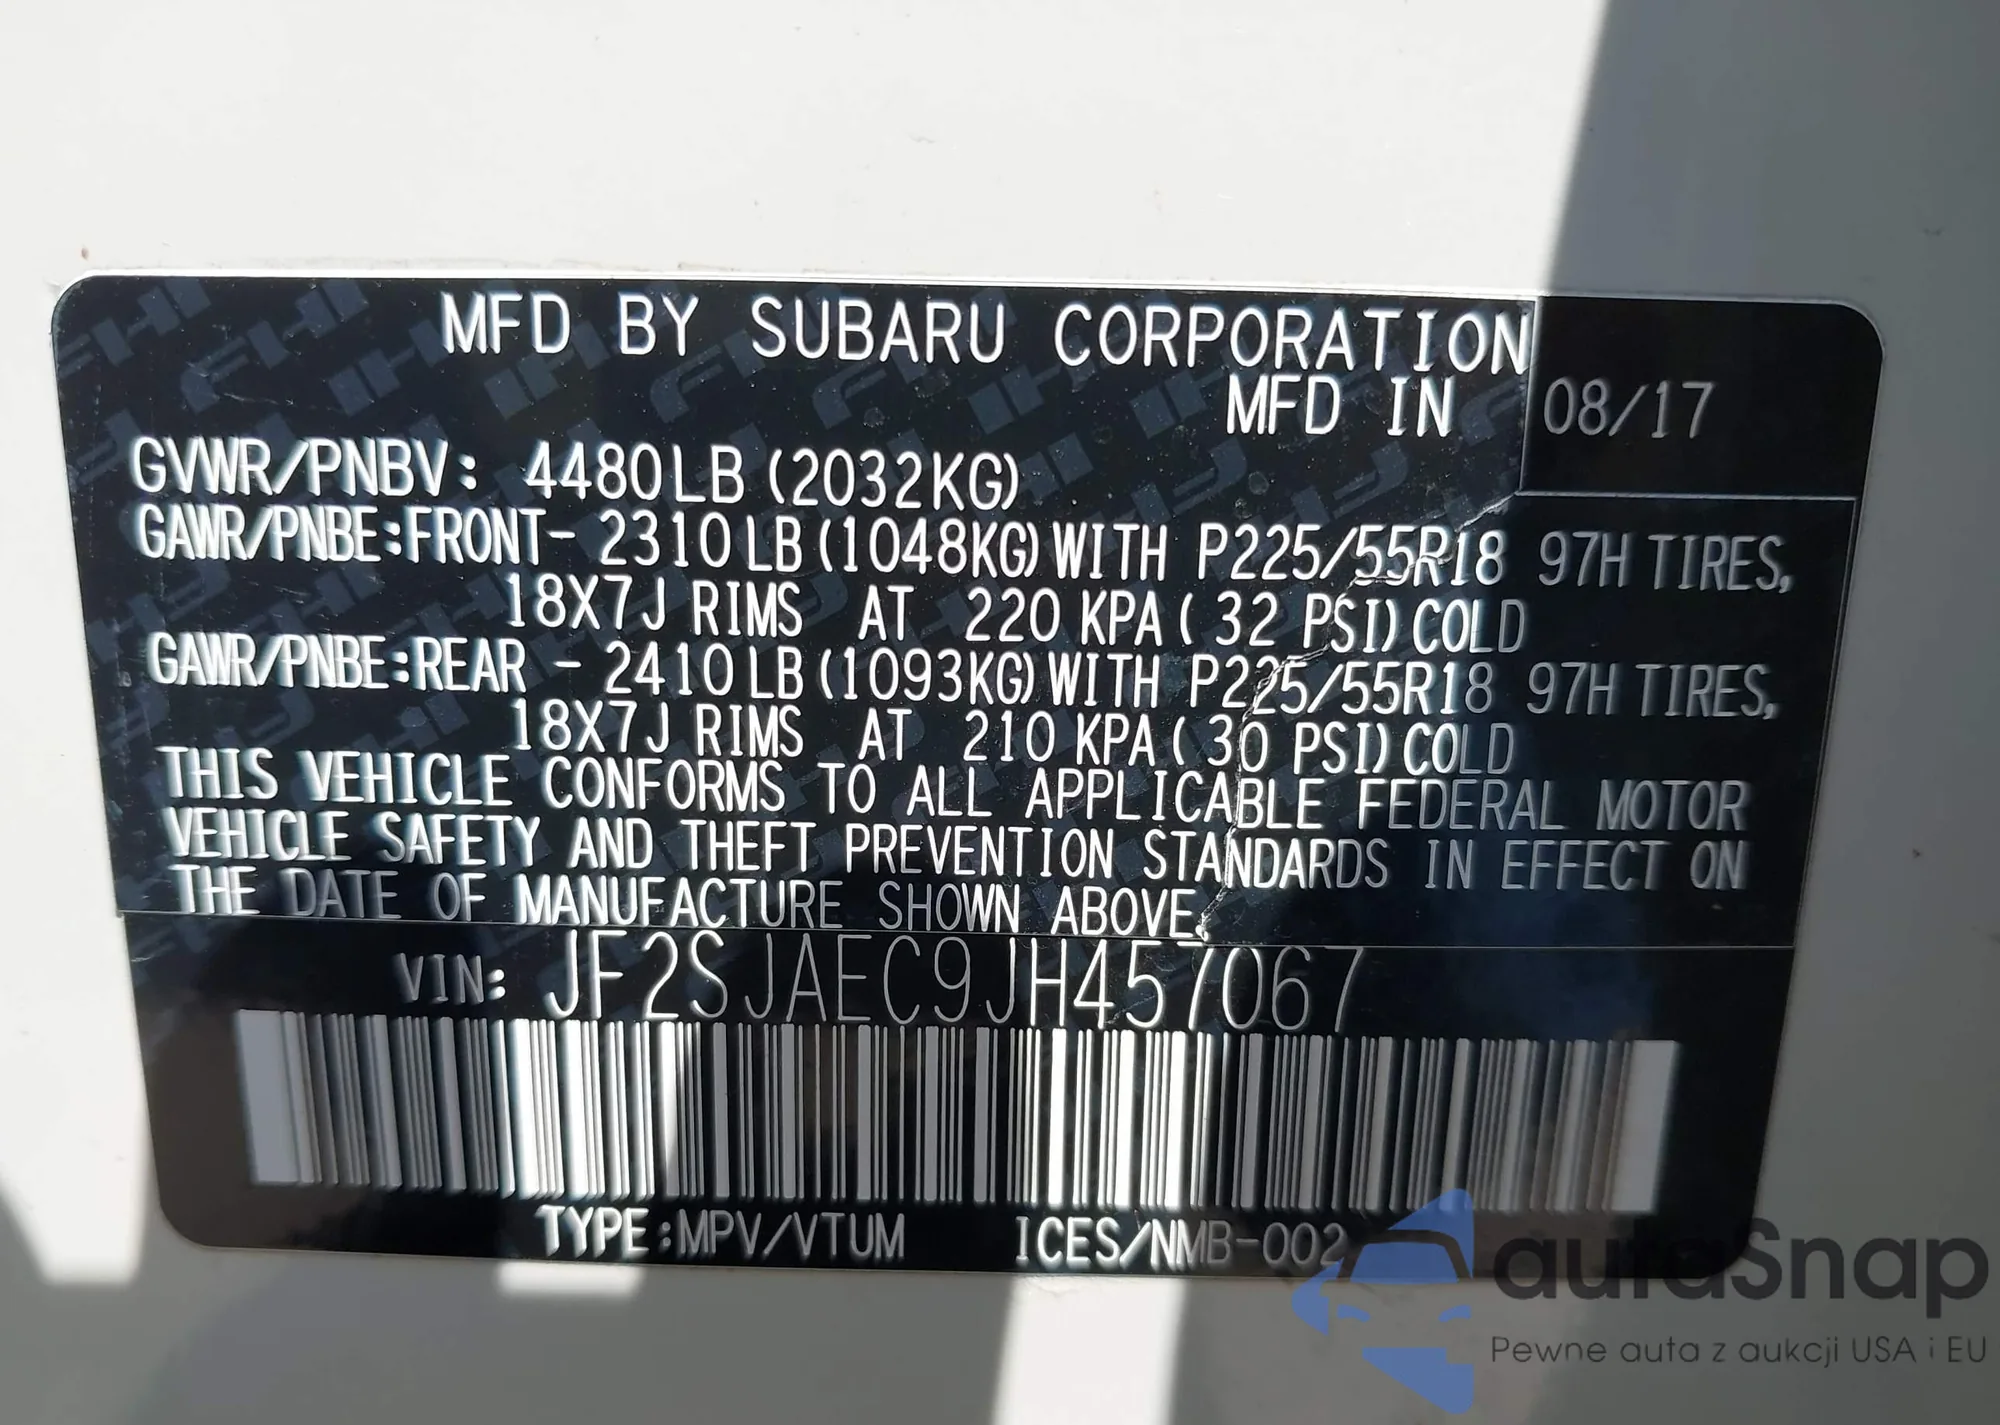 MFD BY SUBARU CORPORATION
MFD IN 08/17
GVWR/PNBV: 4480LB (2032KG)
GAWR/PNBE:FRONT- 2310LB(1048KG)WITH P225/55R18 97H TIRES,
18X7J RIMS AT 220 KPA(32 PSI)COLD
GAWR/PNBE:REAR - 2410LB(1093KG)WITH P225/55R18 97H TIRES,
18X7J RIMS AT 210 KPA(30 PSI)COLD
THIS VEHICLE CONFORMS TO ALL APPLICABLE FEDERAL MOTOR
VEHICLE SAFETY AND THEFT PREVENTION STANDARDS IN EFFECT ON
THE DATE OF MANUFACTURE SHOWN ABOVE.
VIN: JF2SJAEC9JH457067
TYPE:MPV/VTUM ICES/NMB-002
autaSnap
Pewne auta z aukcji USA i EU